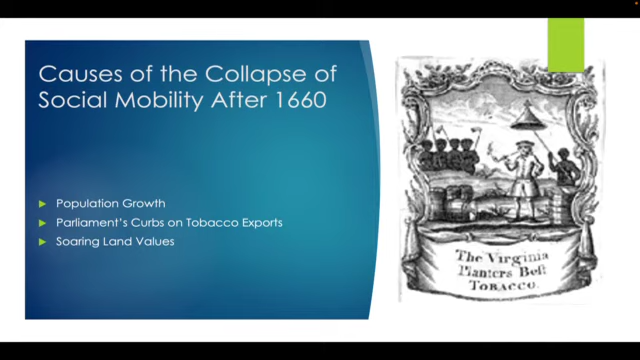 Causes of the Collapse of
Social Mobility After 1660
Population Growth
Parliament's Curbs on Tobacco Exports
Soaring Land Values
The Virginia
Planters Best
TOBACCO.